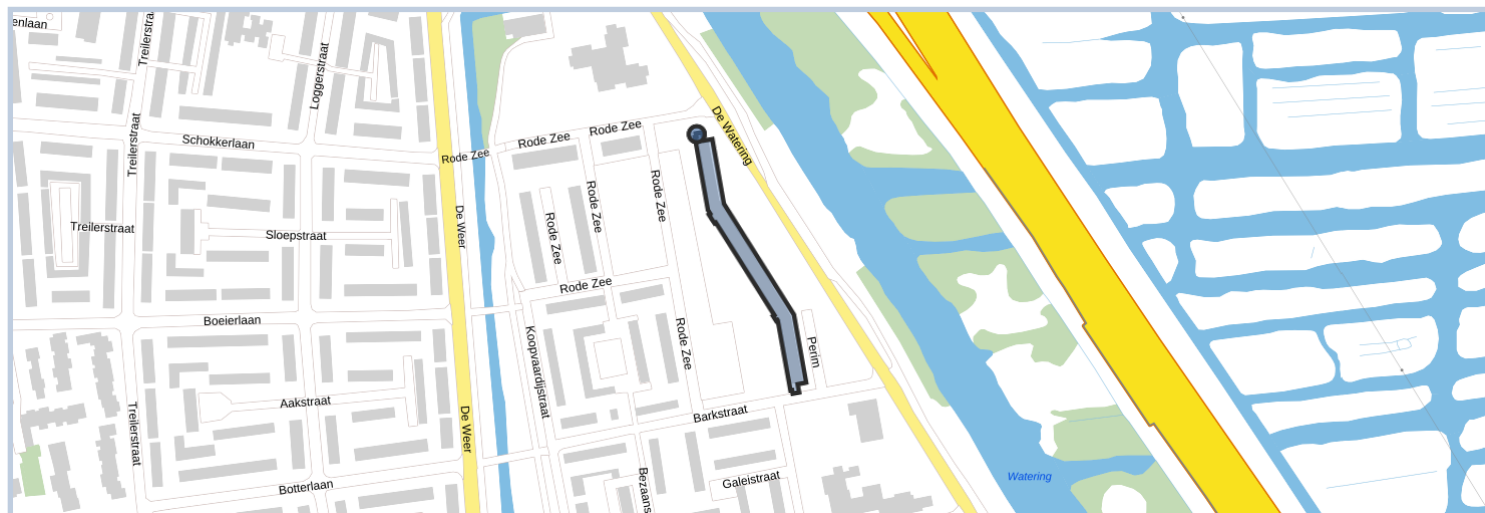 enlaan
Treilerstraat
Loggerstraat
De Watering
Rode Zee
Rode Zee
Schokkerlaan
Treilerstraat
Rode Zee
Rode Zee
Rode Zee
Rode Zee
De Weer
Treilerstraat
Sloepstraat
Rode Zee
Boeierlaan
Rode Zee
Perim
Koopvaardijstraat
Aakstraat
Barkstraat
Treilerstraat
De Weer
Botterlaan
Bezaans
Galeistraat
Watering